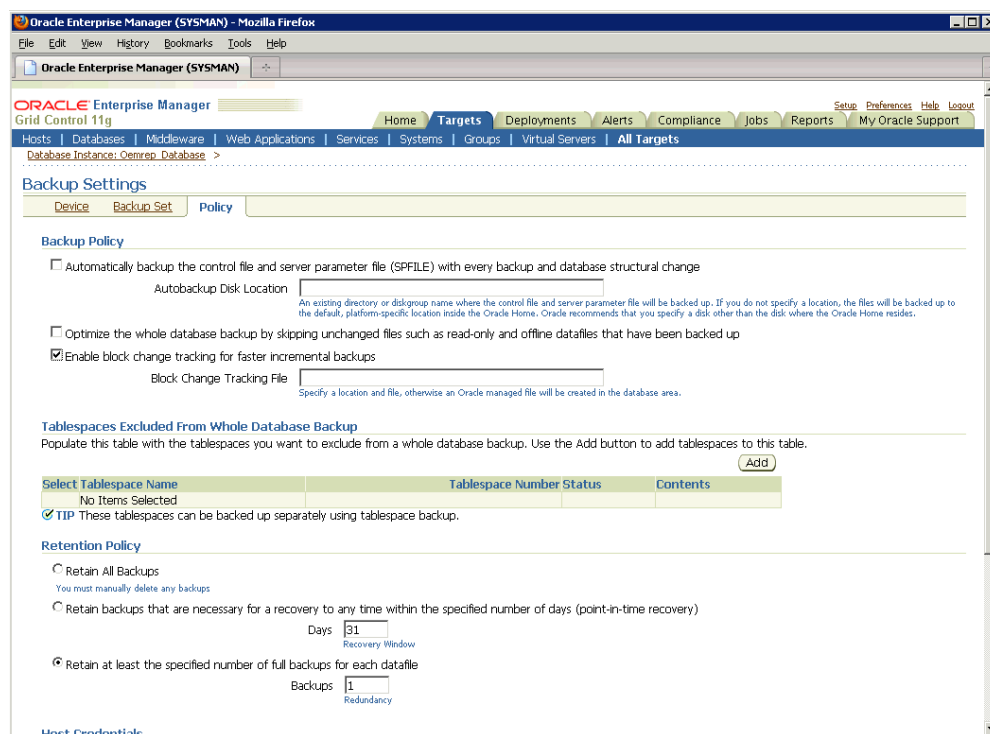 Oracle Enterprise Manager (SYSMAN) - Mozilla Firefox
File Edit View History Bookmarks Tools Help
Oracle Enterprise Manager (SYSMAN)
ORACLE Enterprise Manager
Grid Control 11g
Setup Preferences Help Logout
Home Targets Deployments Alerts Compliance Jobs Reports My Oracle Support
Hosts | Databases | Middleware | Web Applications | Services | Systems | Groups | Virtual Servers | All Targets
Database Instance: Oemrep_Database >
Backup Settings
Device Backup Set Policy
Backup Policy
Automatically backup the control file and server parameter file (SPFILE) with every backup and database structural change
Autobackup Disk Location
An existing directory or diskgroup name where the control file and server parameter file will be backed up. If you do not specify a location, the files will be backed up to
the default, platform-specific location inside the Oracle Home. Oracle recommends that you specify a disk other than the disk where the Oracle Home resides.
Optimize the whole database backup by skipping unchanged files such as read-only and offline datafiles that have been backed up
Enable block change tracking for faster incremental backups
Block Change Tracking File
Specify a location and file, otherwise an Oracle managed file will be created in the database area.
Tablespaces Excluded From Whole Database Backup
Populate this table with the tablespaces you want to exclude from a whole database backup. Use the Add button to add tablespaces to this table.
Add
Select Tablespace Name Tablespace Number Status Contents
No Items Selected
TIP These tablespaces can be backed up separately using tablespace backup.
Retention Policy
Retain All Backups
You must manually delete any backups
Retain backups that are necessary for a recovery to any time within the specified number of days (point-in-time recovery)
Days 31
Recovery Window
Retain at least the specified number of full backups for each datafile
Backups 1
Redundancy
Host Credentials